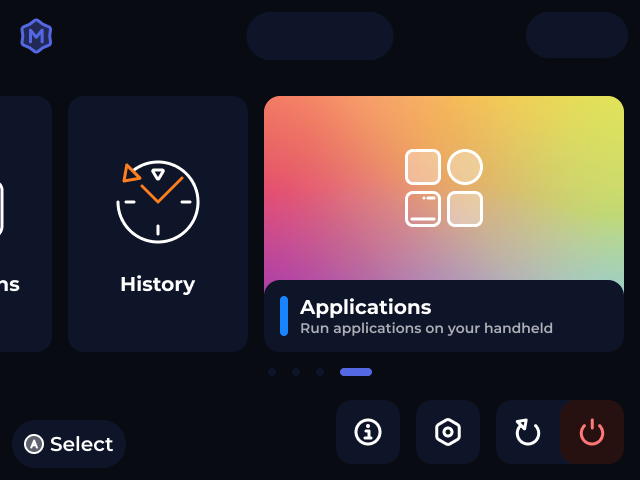 M
ns
History
Applications
Run applications on your handheld
A Select